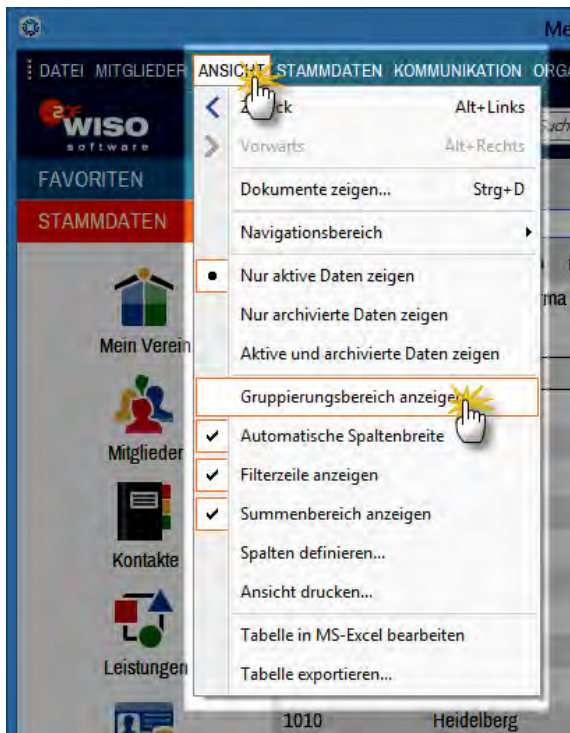 DATEI MITGLIEDER ANSICHT STAMMDATEN KOMMUNIKATION
WISO
software
FAVORITEN
STAMMDATEN
Mein Verein
Mitglieder
Kontakte
Leistungen
Alt+Links
Vorwärts Alt+Rechts
Dokumente zeigen... Strg+D
Navigationsbereich
Nur aktive Daten zeigen
Nur archivierte Daten zeigen
Aktive und archivierte Daten zeigen
Gruppierungsbereich anzeigen
Automatische Spaltenbreite
Filterzeile anzeigen
Summenbereich anzeigen
Spalten definieren...
Ansicht drucken...
Tabelle in MS-Excel bearbeiten
Tabelle exportieren...
1010 Heidelberg